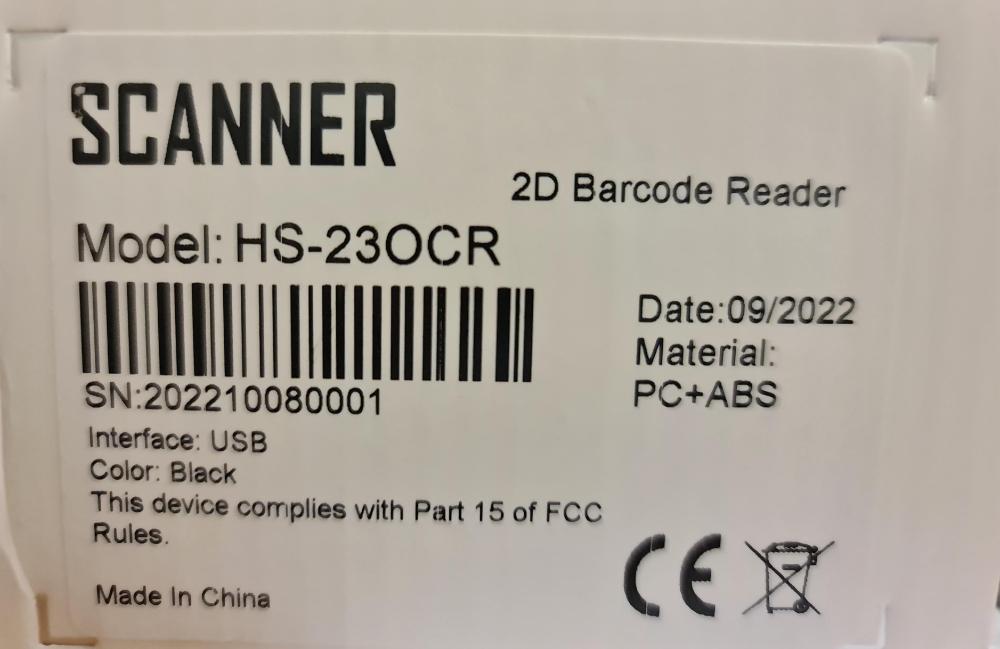 SCANNER
2D Barcode Reader
Model: HS-23OCR
Date:09/2022
Material:
PC+ABS
SN:202210080001
Interface: USB
Color: Black
This device complies with Part 15 of FCC
Rules.
Made In China
CE